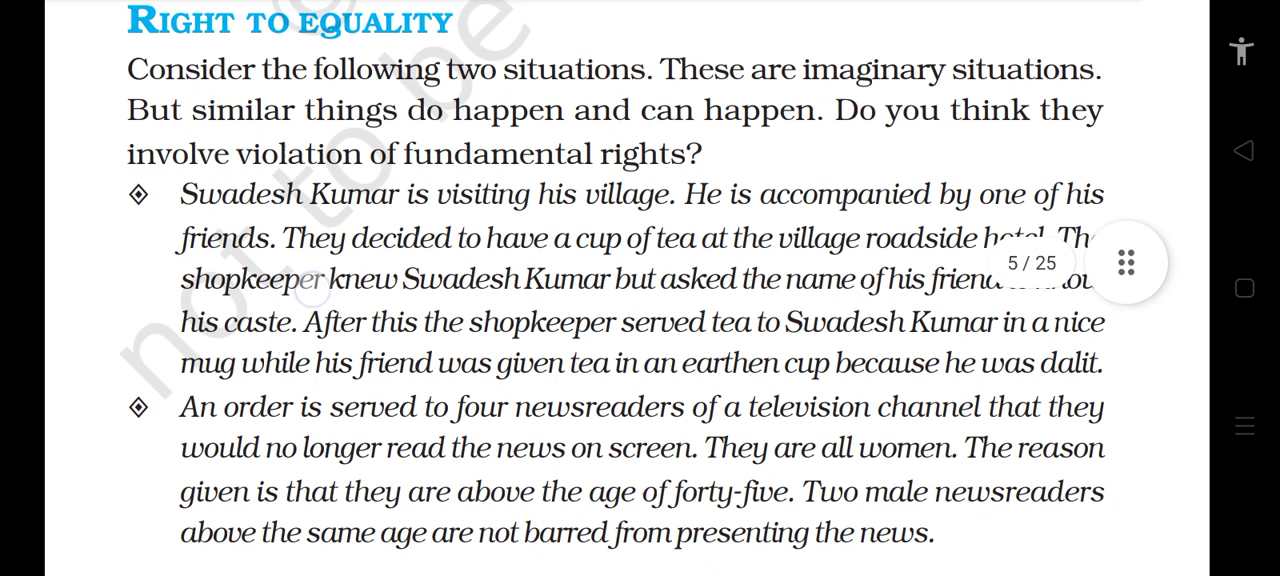 RIGHT TO EQUALITY
Consider the following two situations. These are imaginary situations.
But similar things do happen and can happen. Do you think they
involve violation of fundamental rights?
Swadesh Kumar is visiting his village. He is accompanied by one of his
friends. They decided to have a cup of tea at the village roadside
shopkeeper knew Swadesh Kumar but asked the name of his
5 / 25
his caste. After this the shopkeeper served tea to Swadesh Kumar in a nice
mug while his friend was given tea in an earthen cup because he was dalit.
An order is served to four newsreaders of a television channel that they
would no longer read the news on screen. They are all women. The reason
given is that they are above the age of forty-five. Two male newsreaders
above the same age are not barred from presenting the news.
not to be